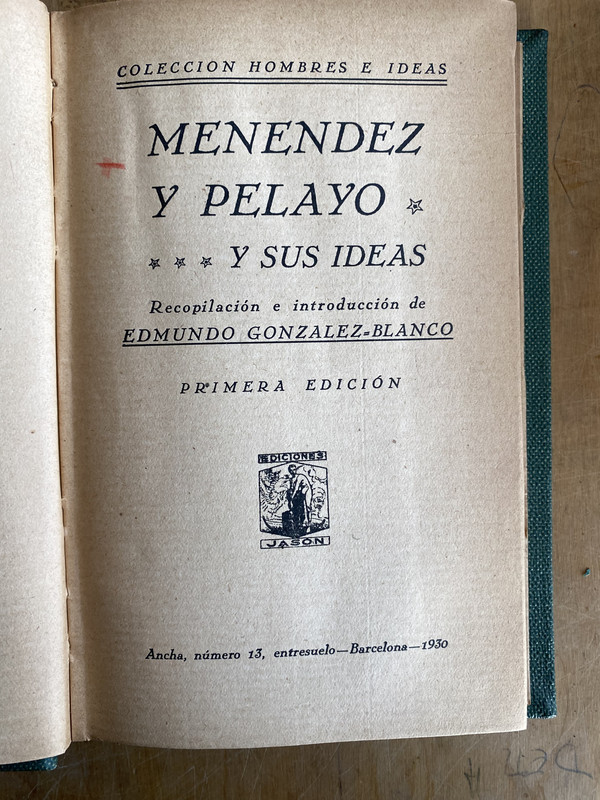 COLECCION HOMBRES E IDEAS
MENENDEZ
Y PELAYO
Y SUS IDEAS
Recopilación e introducción de
EDMUNDO GONZALEZ=BLANCO
PRIMERA EDICIÓN
EDICIONES
JASON
Ancha, número 13, entresuelo—Barcelona—1930